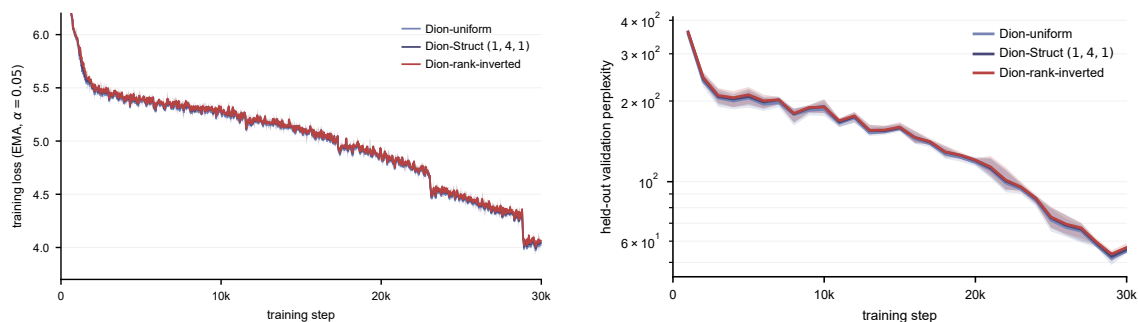 training loss (EMA, α = 0.05)
6.0
5.5
5.0
4.5
4.0
0
10k
20k
30k
training step
Dion-uniform
Dion-Struct (1, 4, 1)
Dion-rank-inverted
held-out validation perplexity
4 × 10²
3 × 10²
2 × 10²
10²
6 × 10¹
0
10k
20k
30k
training step
Dion-uniform
Dion-Struct (1, 4, 1)
Dion-rank-inverted